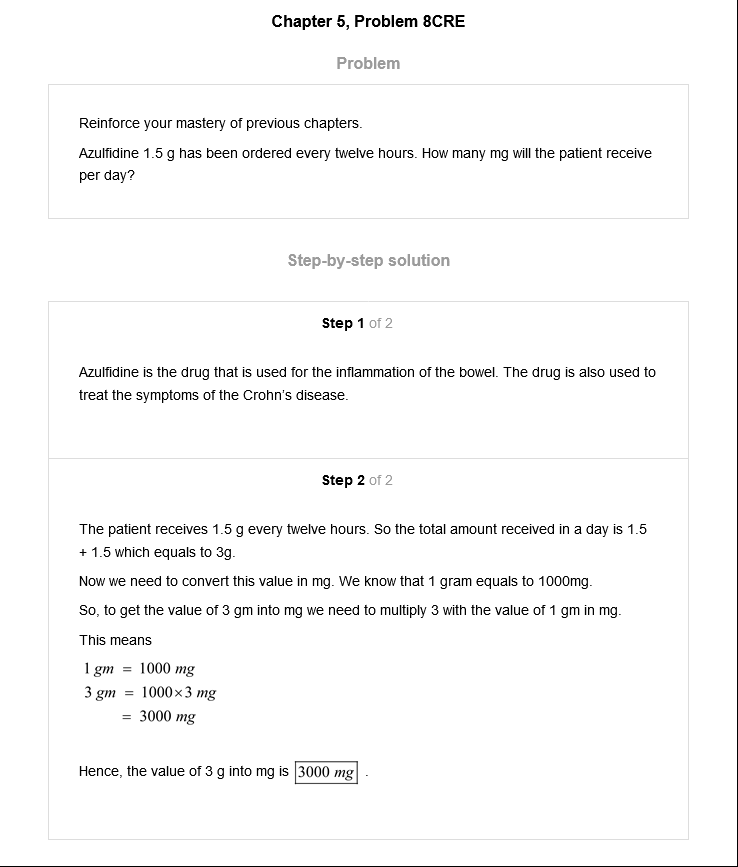 Chapter 5, Problem 8CRE
Problem
Reinforce your mastery of previous chapters.
Azulfidine 1.5 g has been ordered every twelve hours. How many mg will the patient receive
per day?
Step-by-step solution
Step 1 of 2
Azulfidine is the drug that is used for the inflammation of the bowel. The drug is also used to
treat the symptoms of the Crohn's disease.
Step 2 of 2
The patient receives 1.5 g every twelve hours. So the total amount received in a day is 1.5
+ 1.5 which equals to 3g.
Now we need to convert this value in mg. We know that 1 gram equals to 1000mg.
So, to get the value of 3 gm into mg we need to multiply 3 with the value of 1 gm in mg.
This means
1 gm = 1000 mg
3 gm = 1000×3 mg
= 3000 mg
Hence, the value of 3 g into mg is 3000 mg .